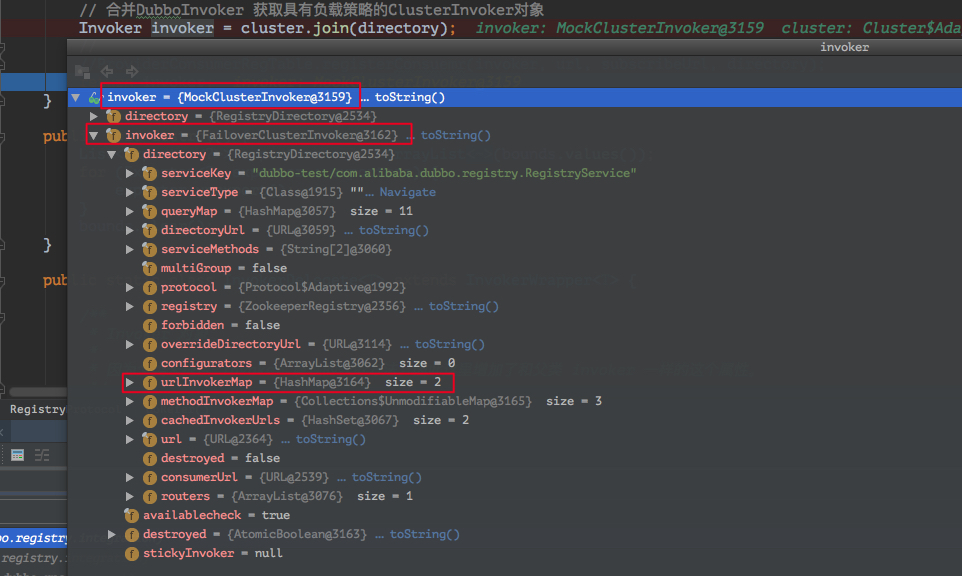 // 合并DubboInvoker 获取具有负载策略的ClusterInvoker对象
Invoker invoker = cluster.join(directory); invoker: MockClusterInvoker@3159 cluster: Cluster$Ada
invoker
invoker = {MockClusterInvoker@3159} … toString()
directory = {RegistryDirectory@2534}
}
invoker = {FailoverClusterInvoker@3162} … toString()
pub
directory = {RegistryDirectory@2534}
serviceKey = "dubbo-test/com.alibaba.dubbo.registry.RegistryService"
serviceType = {Class@1915} ""… Navigate
queryMap = {HashMap@3057} size = 11
directoryUrl = {URL@3059} … toString()
}
serviceMethods = {String[2]@3060}
multiGroup = false
pub
protocol = {Protocol$Adaptive@1992}
registry = {ZookeeperRegistry@2356} … toString()
forbidden = false
overrideDirectoryUrl = {URL@3114} … toString()
configurators = {ArrayList@3062} size = 0
urlInvokerMap = {HashMap@3164} size = 2
methodInvokerMap = {Collections$UnmodifiableMap@3165} size = 3
Registry
cachedInvokerUrls = {HashSet@3067} size = 2
url = {URL@2364} … toString()
destroyed = false
consumerUrl = {URL@2539} … toString()
routers = {ArrayList@3076} size = 1
availablecheck = true
bo.registry
destroyed = {AtomicBoolean@3163} … toString()
.registry.
stickyInvoker = null